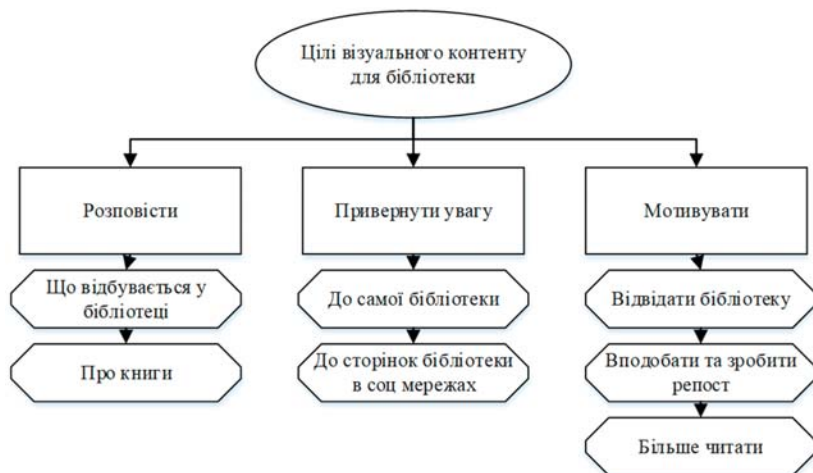 Цілі візуального контенту
для бібліотеки
Розповісти
Привернути увагу
Мотивувати
Що відбувається у
бібліотеці
До самої бібліотеки
Відвідати бібліотеку
Про книги
До сторінок бібліотеки
в соц мережах
Вподобати та зробити
репост
Більше читати